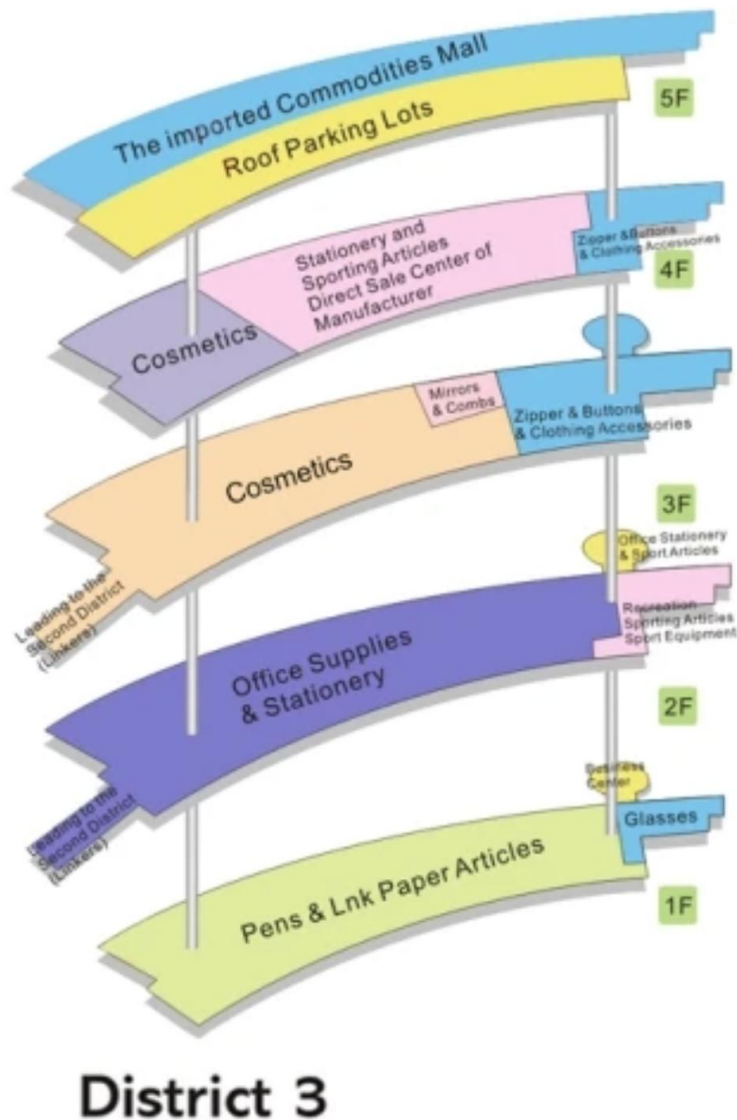 The imported Commodities Mall
Roof Parking Lots
5F
Stationery and
Sporting Articles
Direct Sale Center of
Manufacturer
Zipper & Buttons
& Clothing Accessories
4F
Cosmetics
Mirrors
& Combs
Zipper & Buttons
& Clothing Accessories
Cosmetics
3F
Office Stationery
& Sport Articles
Leading to the
Second District
(Linkers)
Recreation
Sporting Articles
Sport Equipment
Office Supplies
& Stationery
2F
Business
Center
Leading to the
Second District
(Linkers)
Glasses
Pens & Lnk Paper Articles
1F
District 3